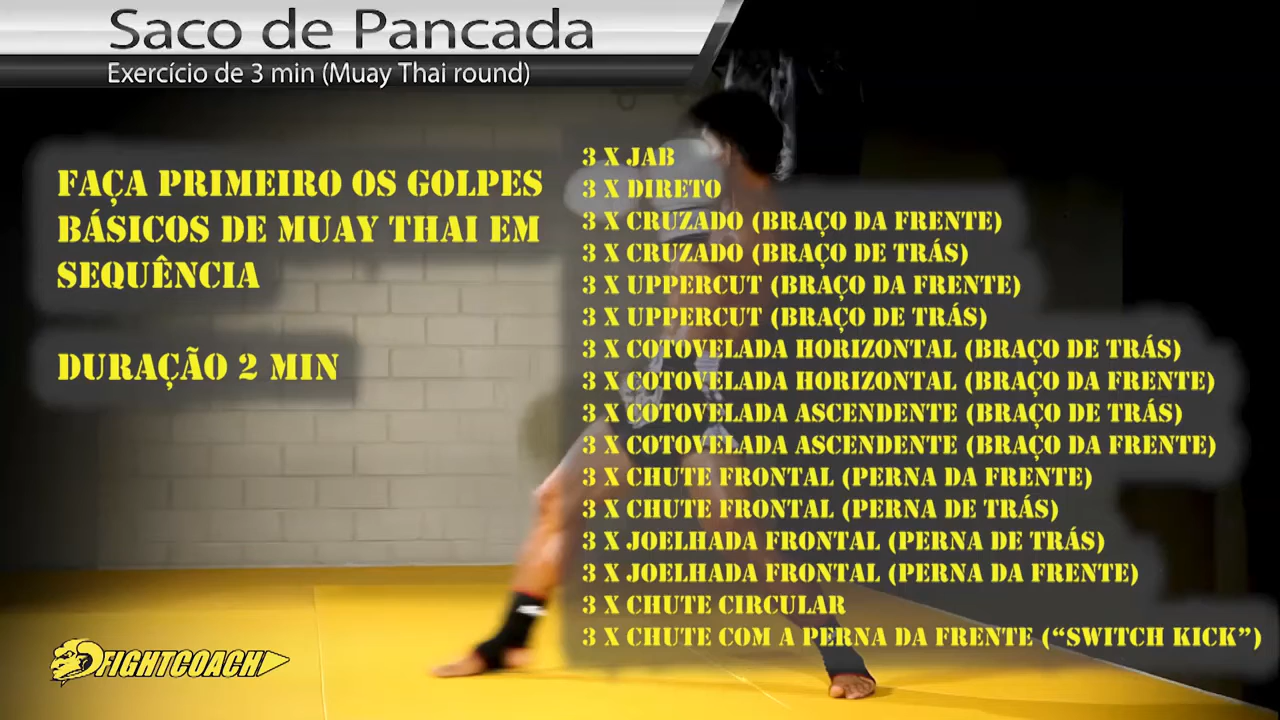 Saco de Pancada
Exercício de 3 min (Muay Thai round)
FAÇA PRIMEIRO OS GOLPES
BÁSICOS DE MUAY THAI EM
SEQUÊNCIA
DURAÇÃO 2 MIN
3 X JAB
3 X DIRETO
3 X CRUZADO (BRAÇO DA FRENTE)
3 X CRUZADO (BRAÇO DE TRÁS)
3 X UPPERCUT (BRAÇO DA FRENTE)
3 X UPPERCUT (BRAÇO DE TRÁS)
3 X COTOVELADA HORIZONTAL (BRAÇO DE TRÁS)
3 X COTOVELADA HORIZONTAL (BRAÇO DA FRENTE)
3 X COTOVELADA ASCENDENTE (BRAÇO DE TRÁS)
3 X COTOVELADA ASCENDENTE (BRAÇO DA FRENTE)
3 X CHUTE FRONTAL (PERNA DA FRENTE)
3 X CHUTE FRONTAL (PERNA DE TRÁS)
3 X JOELHADA FRONTAL (PERNA DE TRÁS)
3 X JOELHADA FRONTAL (PERNA DA FRENTE)
3 X CHUTE CIRCULAR
3 X CHUTE COM A PERNA DA FRENTE (“SWITCH KICK”)
FIGHTCOACH